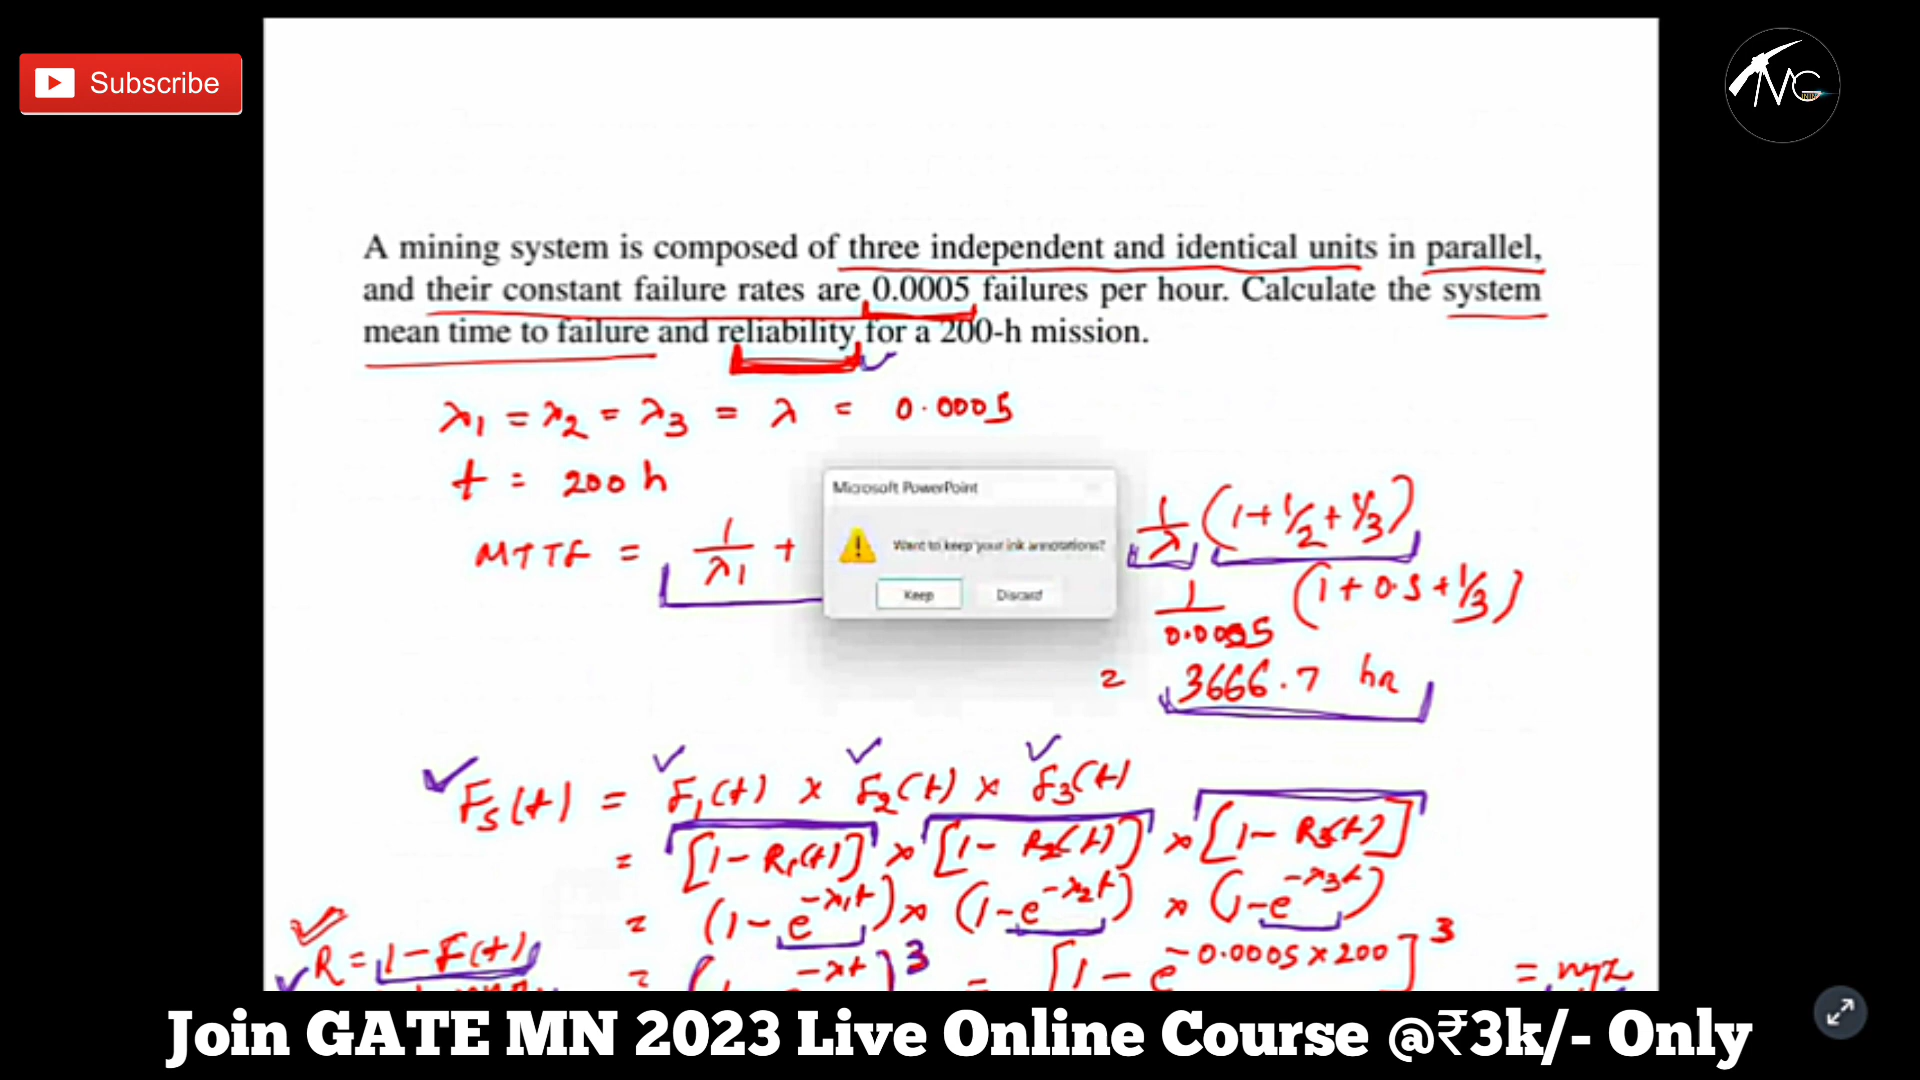 Subscribe
MG
A mining system is composed of three independent and identical units in parallel,
and their constant failure rates are 0.0005 failures per hour. Calculate the system
mean time to failure and reliability for a 200-h mission.
λ1 = λ2 = λ3 = λ = 0.0005
t = 200 h
Microsoft PowerPoint
Want to keep your ink annotations?
Keep Discard
MTTF = 1/λ1 + 1/λ (1+1/2+1/3)
1/0.0005 (1+0.5+1/3)
= 3666.7 hr
Fs(t) = F1(t) × F2(t) × F3(t)
= [1-R1(t)] × [1-R2(t)] × [1-R3(t)]
= (1-e^-λ1t) × (1-e^-λ2t) × (1-e^-λ3t)
R = 1-F(t)
= (1-e^-λt)^3 = [1-e^-0.0005×200]^3 =
Join GATE MN 2023 Live Online Course @₹3k/- Only